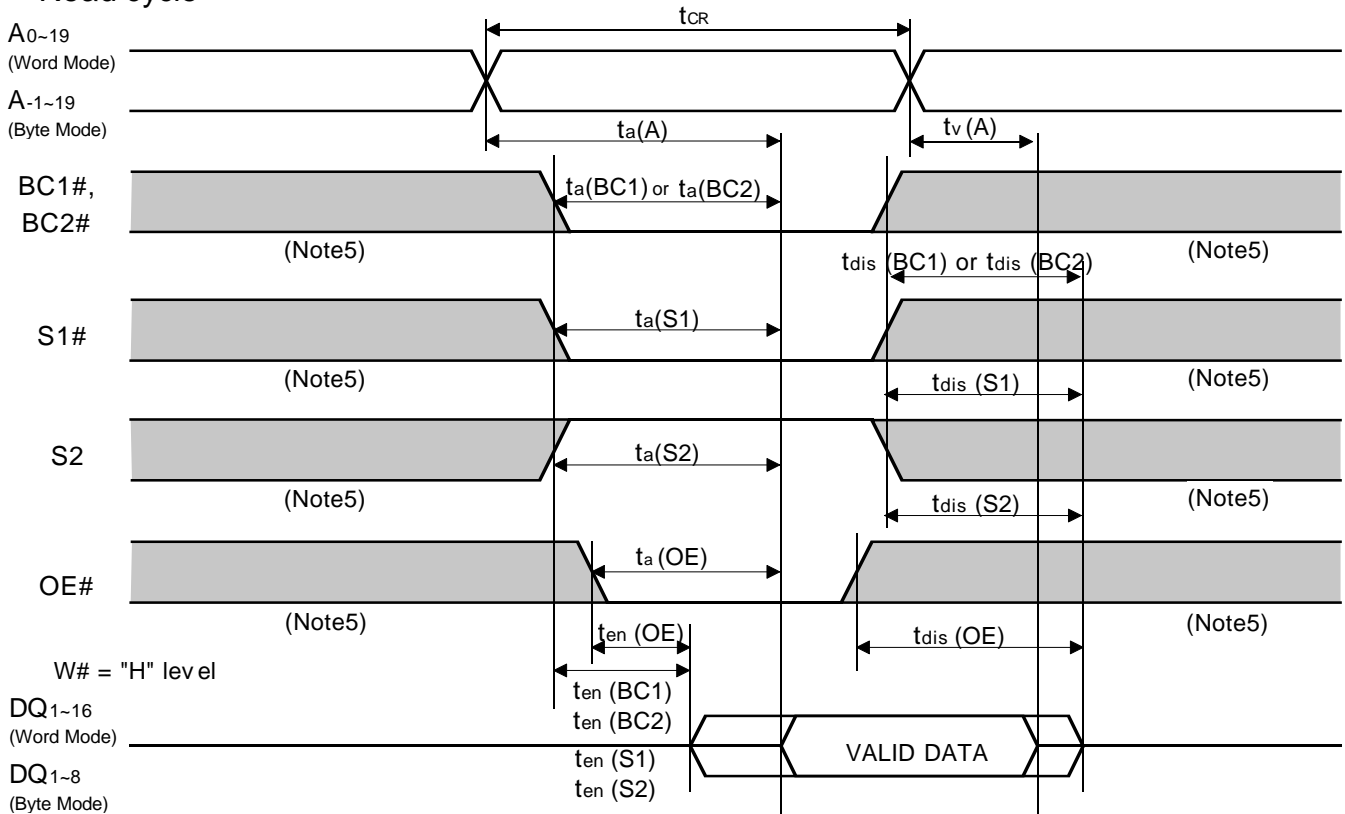 Read cycle
tCR
A0~19
(Word Mode)
A-1~19
(Byte Mode)
ta(A)
tv (A)
BC1#,
BC2#
ta(BC1) or ta(BC2)
(Note5)
(Note5)
tdis (BC1) or tdis (BC2)
S1#
ta(S1)
(Note5)
(Note5)
tdis (S1)
S2
ta(S2)
(Note5)
(Note5)
tdis (S2)
OE#
ta (OE)
(Note5)
(Note5)
ten (OE)
tdis (OE)
W# = "H" level
ten (BC1)
ten (BC2)
ten (S1)
ten (S2)
DQ1~16
(Word Mode)
VALID DATA
DQ1~8
(Byte Mode)